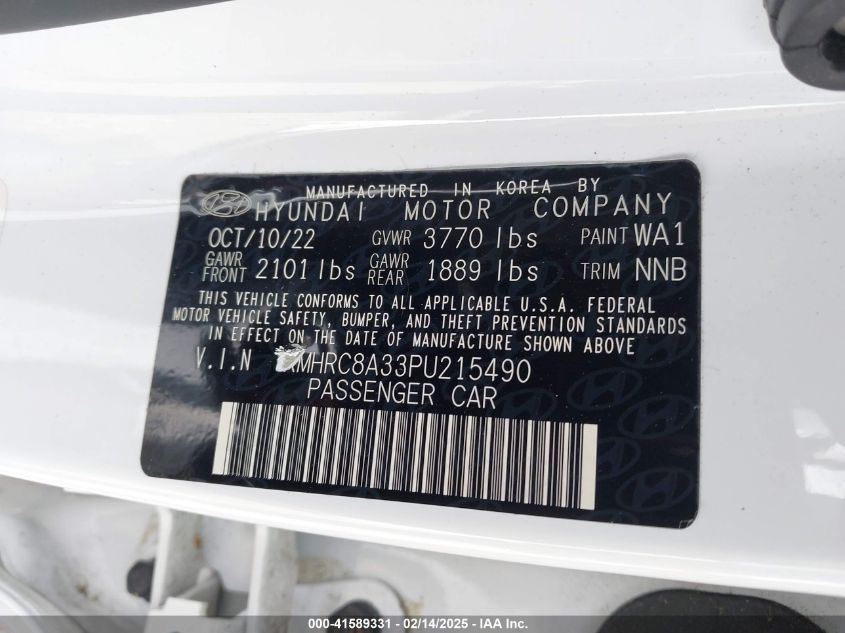 MANUFACTURED IN KOREA BY
HYUNDAI MOTOR COMPANY
OCT/10/22 GVWR 3770 lbs PAINT WA1
GAWR FRONT 2101 lbs GAWR REAR 1889 lbs TRIM NNB
THIS VEHICLE CONFORMS TO ALL APPLICABLE U.S.A. FEDERAL
MOTOR VEHICLE SAFETY, BUMPER, AND THEFT PREVENTION STANDARDS
IN EFFECT ON THE DATE OF MANUFACTURE SHOWN ABOVE.
V.I.N MHRC8A33PU215490
PASSENGER CAR
000-41589331 - 02/14/2025 - IAA Inc.